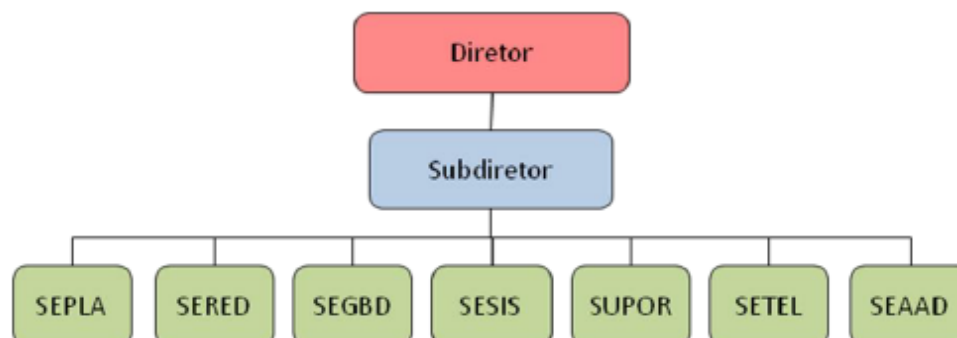 Diretor
Subdiretor
SEPLA
SERED
SEGBD
SESIS
SUPOR
SETEL
SEAAD